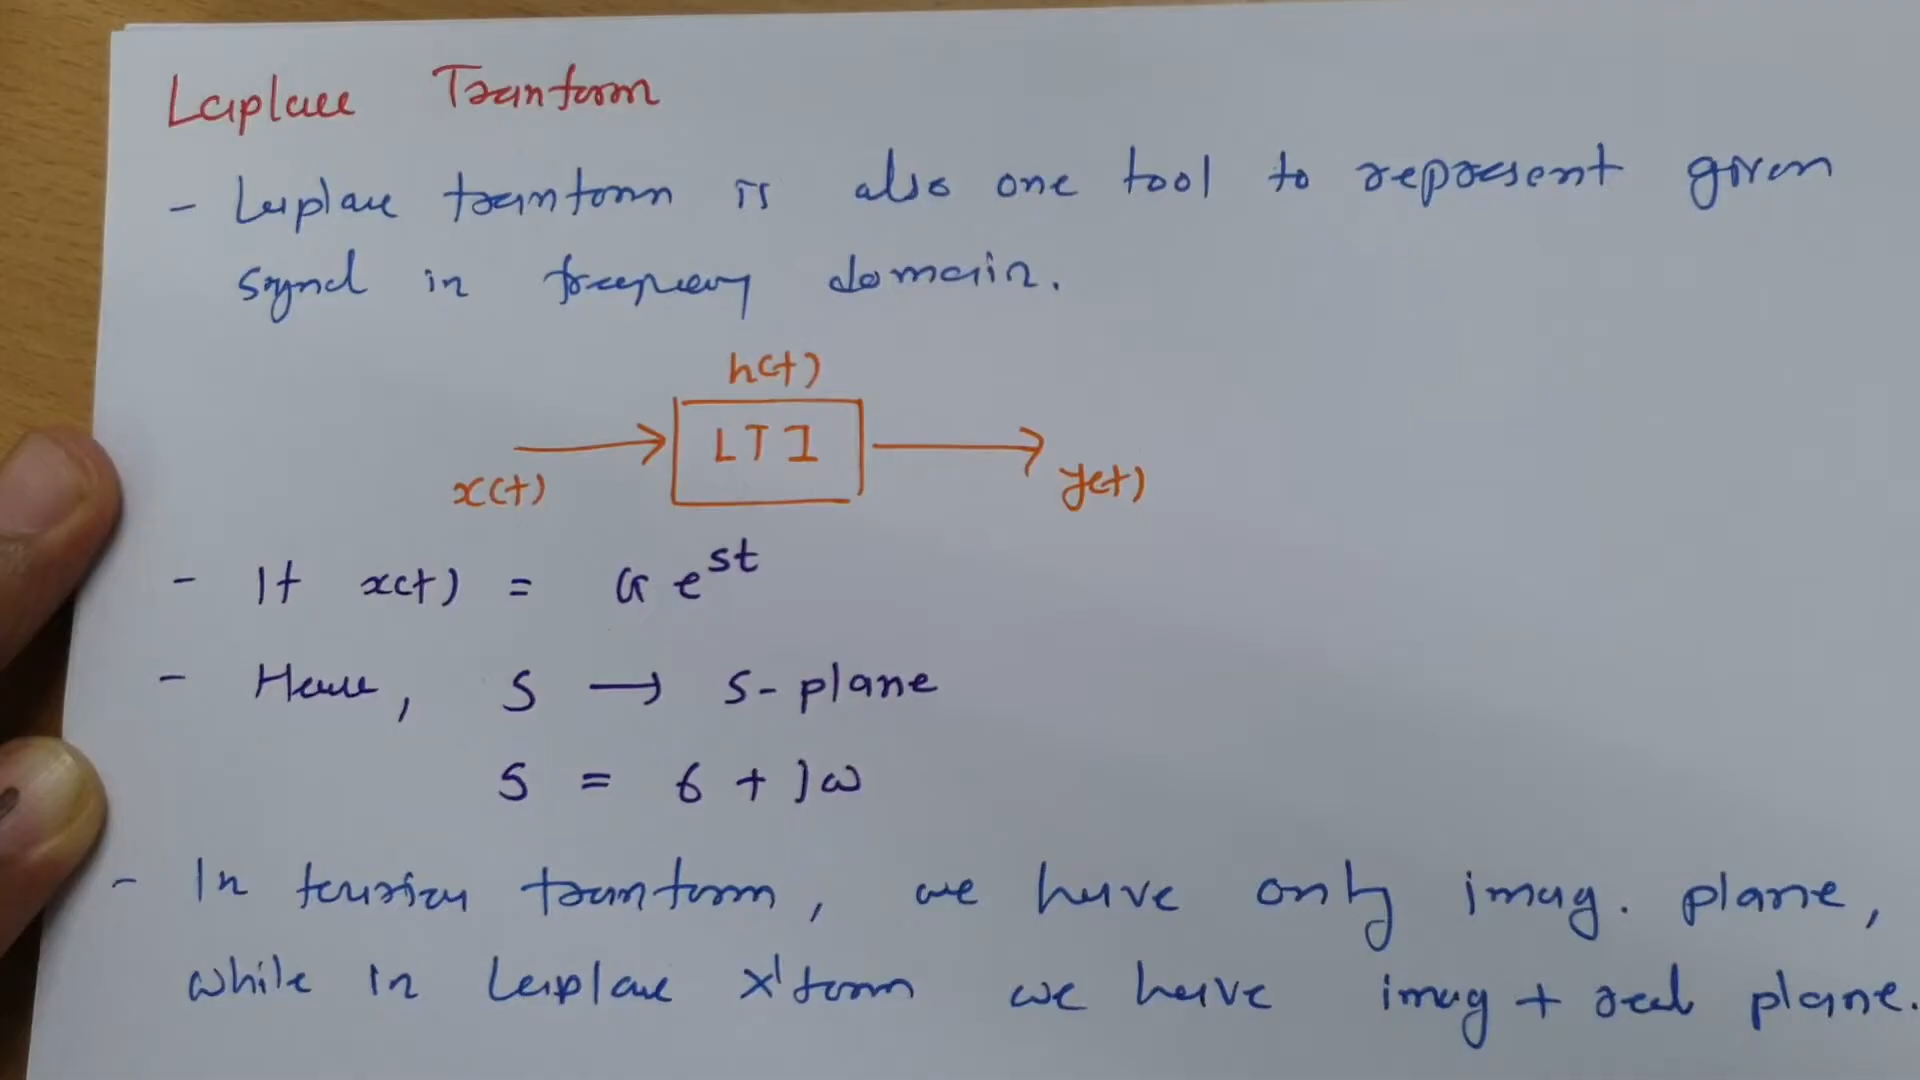 Laplace Transform
- Laplace transform is also one tool to represent given
signal in frequency domain.
h(t)
LTI
x(t)
y(t)
- If x(t) = G e^st
- Here, S → S-plane
S = σ + jω
- In fourier transform, we have only imag. plane,
while in Laplace x'form we have imag + real plane.